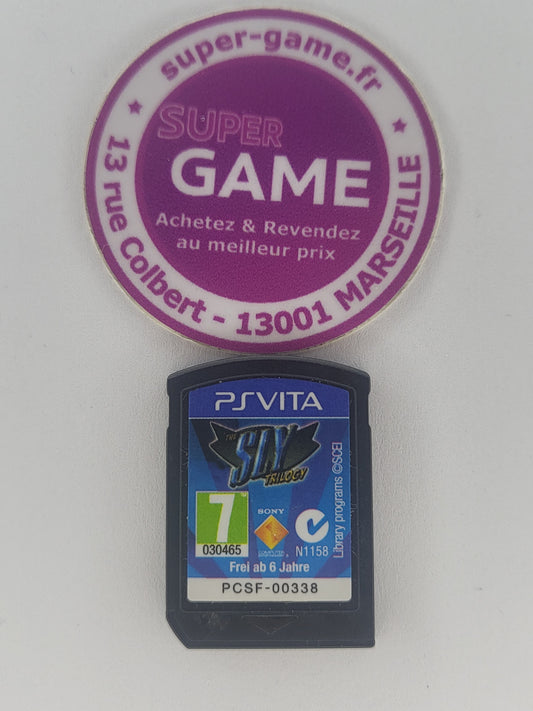 super-game.fr
SUPER
GAME
Achetez & Revendez
au meilleur prix
13 rue Colbert - 13001 MARSEILLE
PSVITA
THE
SLY
TRILOGY
Library programs ©SCEI
7
030465
SONY
N1158
Frei ab 6 Jahre
PCSF-00338